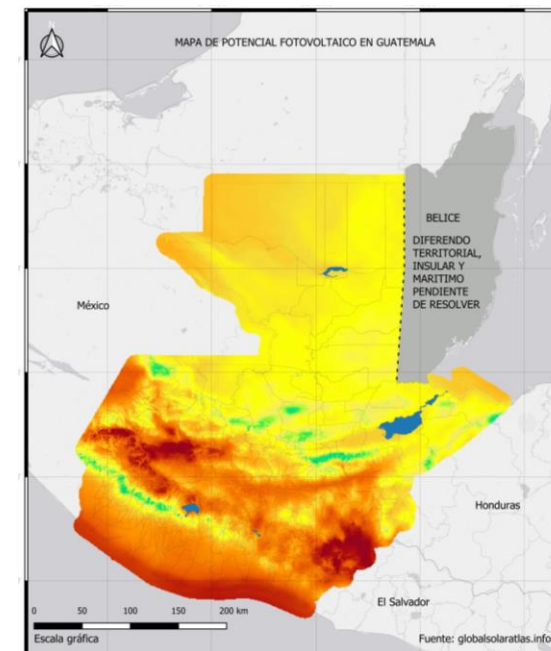 N
MAPA DE POTENCIAL FOTOVOLTAICO EN GUATEMALA
BELICE
DIFERENDO
TERRITORIAL,
INSULAR Y
MARITIMO
PENDIENTE
DE RESOLVER
México
Honduras
El Salvador
0 50 100 150 200 km
Escala gráfica
Fuente: globalsolaratlas.info